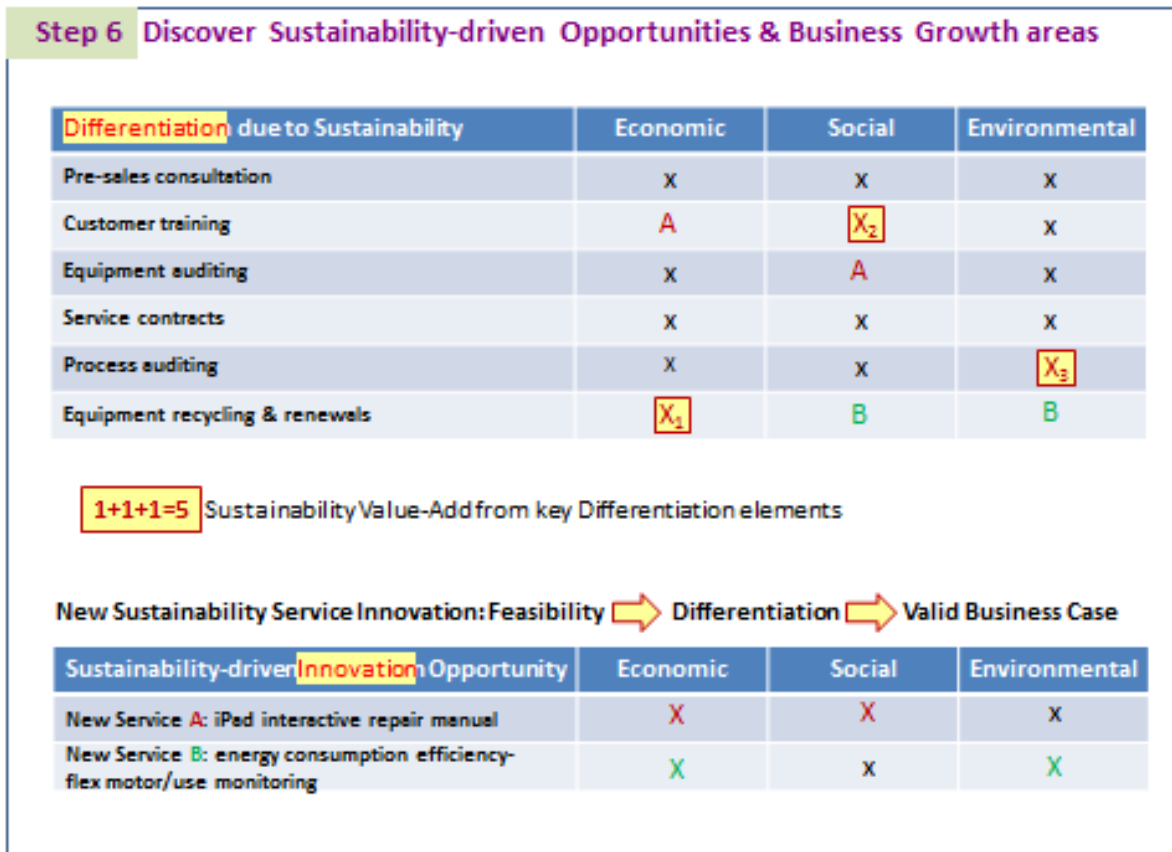 Step 6 Discover Sustainability-driven Opportunities & Business Growth areas
Differentiation due to Sustainability Economic Social Environmental
Pre-sales consultation x x x
Customer training A X₂ x
Equipment auditing x A x
Service contracts x x x
Process auditing x x X₃
Equipment recycling & renewals X₁ B B
1+1+1=5 Sustainability Value-Add from key Differentiation elements
New Sustainability Service Innovation: Feasibility Differentiation Valid Business Case
Sustainability-driven Innovation Opportunity Economic Social Environmental
New Service A: iPad interactive repair manual X X x
New Service B: energy consumption efficiency-
flex motor/use monitoring X x X